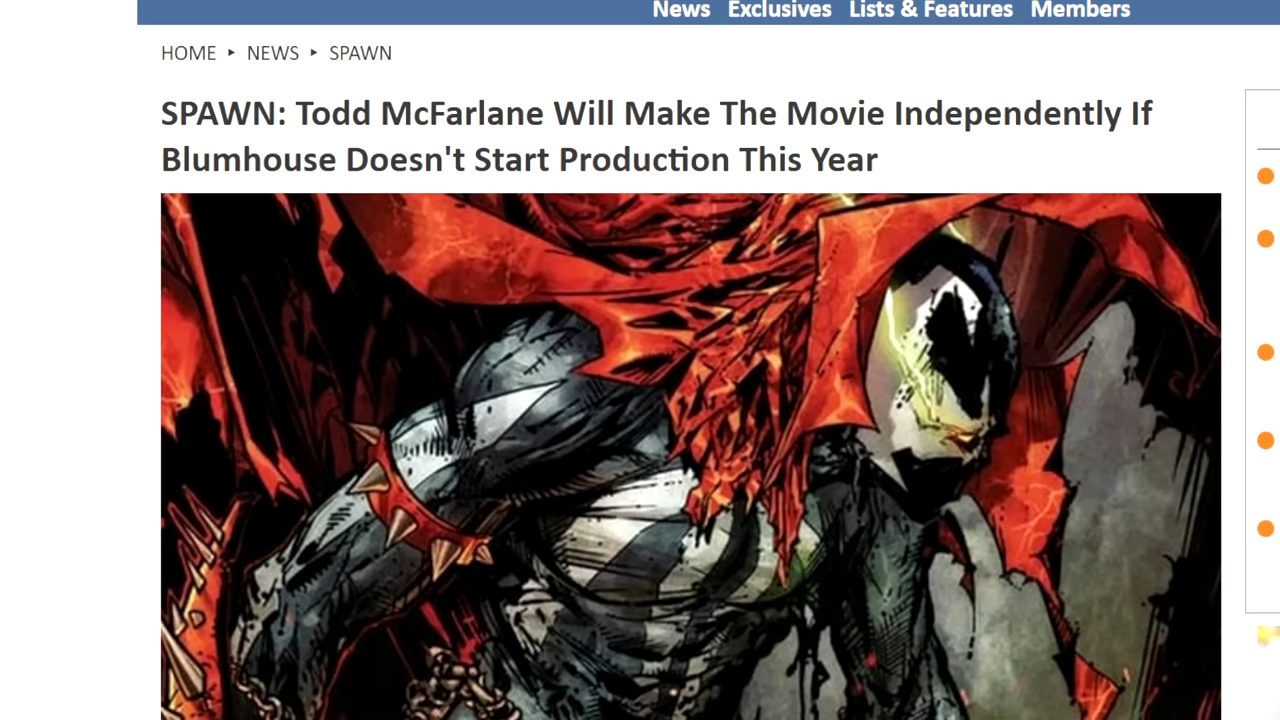 News Exclusives Lists & Features Members
HOME ▸ NEWS ▸ SPAWN
SPAWN: Todd McFarlane Will Make The Movie Independently If
Blumhouse Doesn't Start Production This Year